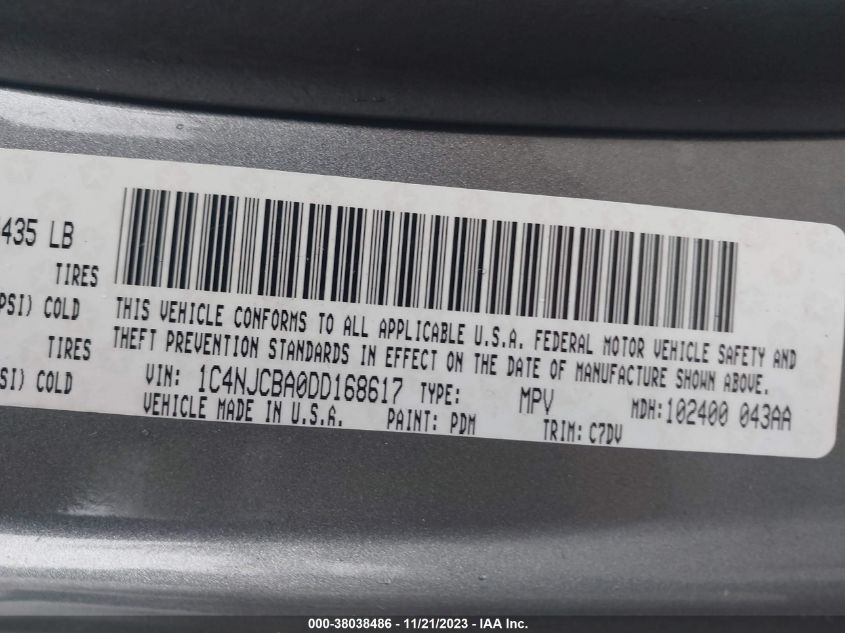 435 LB
TIRES
PSI) COLD
TIRES
SI) COLD
THIS VEHICLE CONFORMS TO ALL APPLICABLE U.S.A. FEDERAL MOTOR VEHICLE SAFETY AND
THEFT PREVENTION STANDARDS IN EFFECT ON THE DATE OF MANUFACTURE SHOWN ABOVE.
VIN: 1C4NJCBA0DD168617 TYPE: MPV MDH:102400 043AA
VEHICLE MADE IN U.S.A. PAINT: PDM TRIM: C7DV
000-38038486 - 11/21/2023 - IAA Inc.